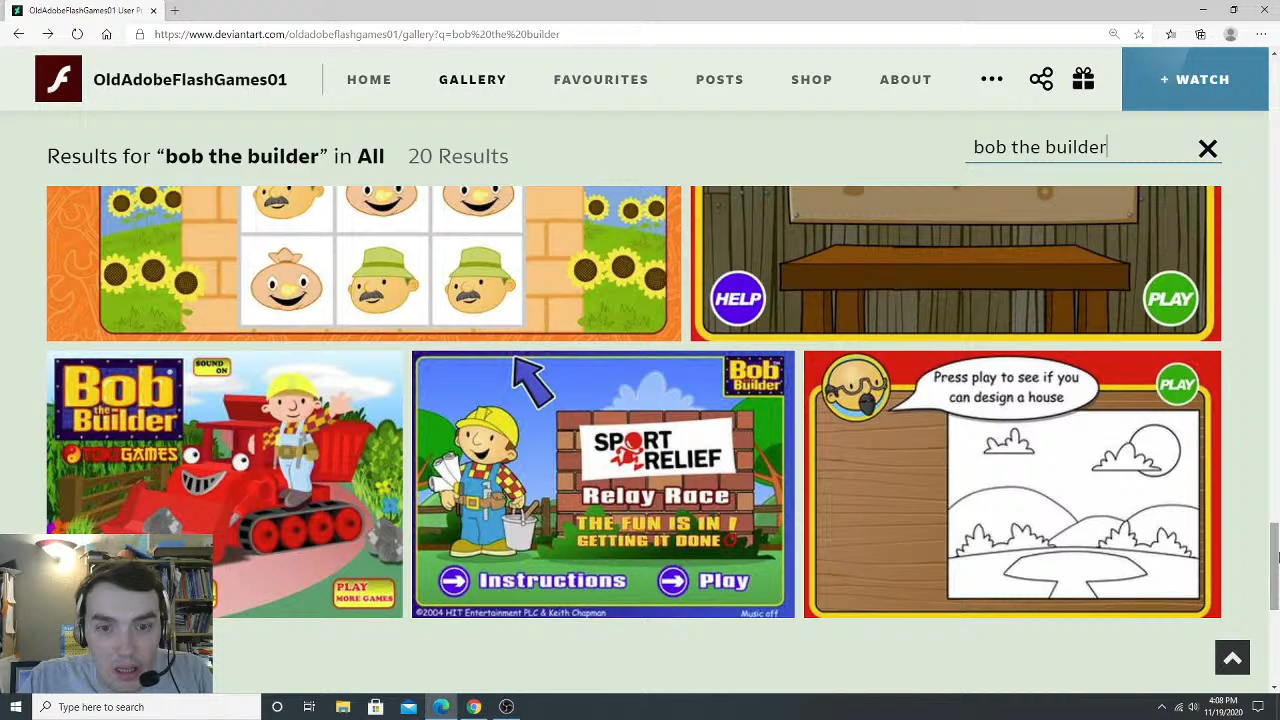 OldAdobeFlashGames01's
https://www.deviantart.com/oldadobeflashgames01/gallery?q=bob%20the%20builder
OldAdobeFlashGames01
HOME
GALLERY
FAVOURITES
POSTS
SHOP
ABOUT
+ WATCH
Results for “bob the builder” in All 20 Results
bob the builder
HELP
PLAY
Bob
the
Builder
SOUND
ON
GAMES
PLAY
MORE GAMES
Bob
the
Builder
SPORT
RELIEF
Relay Race
THE FUN IS IN !
GETTING IT DONE
Instructions
Play
©2004 HIT Entertainment PLC & Keith Chapman
Music off
Press play to see if you
can design a house
PLAY
Type here to search
4:08 PM
11/19/2020